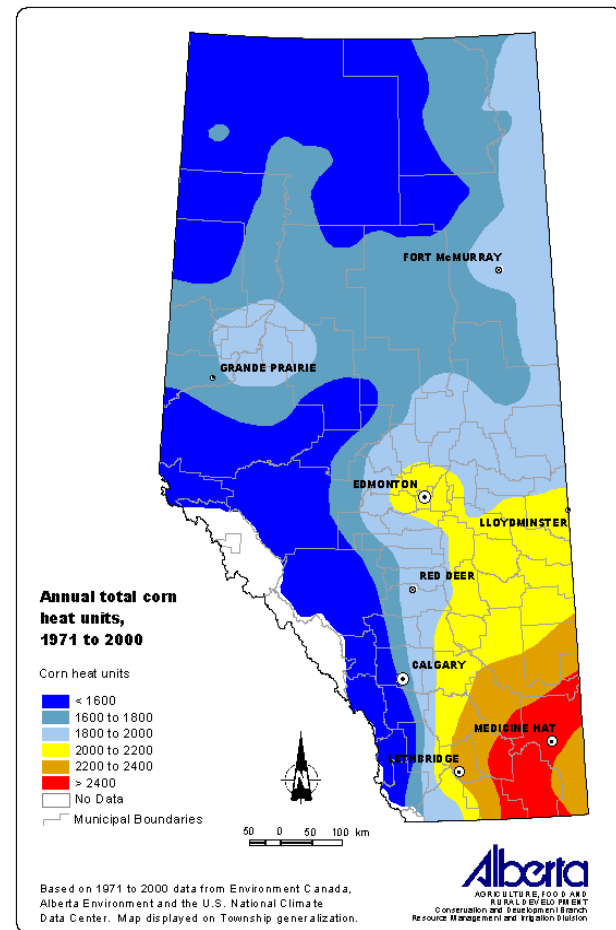 FORT McMURRAY
GRANDE PRAIRIE
EDMONTON
LLOYDMINSTER
RED DEER
CALGARY
MEDICINE HAT
LETHBRIDGE
Annual total corn
heat units,
1971 to 2000
Corn heat units
< 1600
1600 to 1800
1800 to 2000
2000 to 2200
2200 to 2400
> 2400
No Data
Municipal Boundaries
50 0 50 100 km
Based on 1971 to 2000 data from Environment Canada,
Alberta Environment and the U.S. National Climate
Data Center. Map displayed on Township generalization.
Alberta
AGRICULTURE, FOOD AND
RURAL DEVELOPMENT
Conservation and Development Branch
Resource Management and Irrigation Division